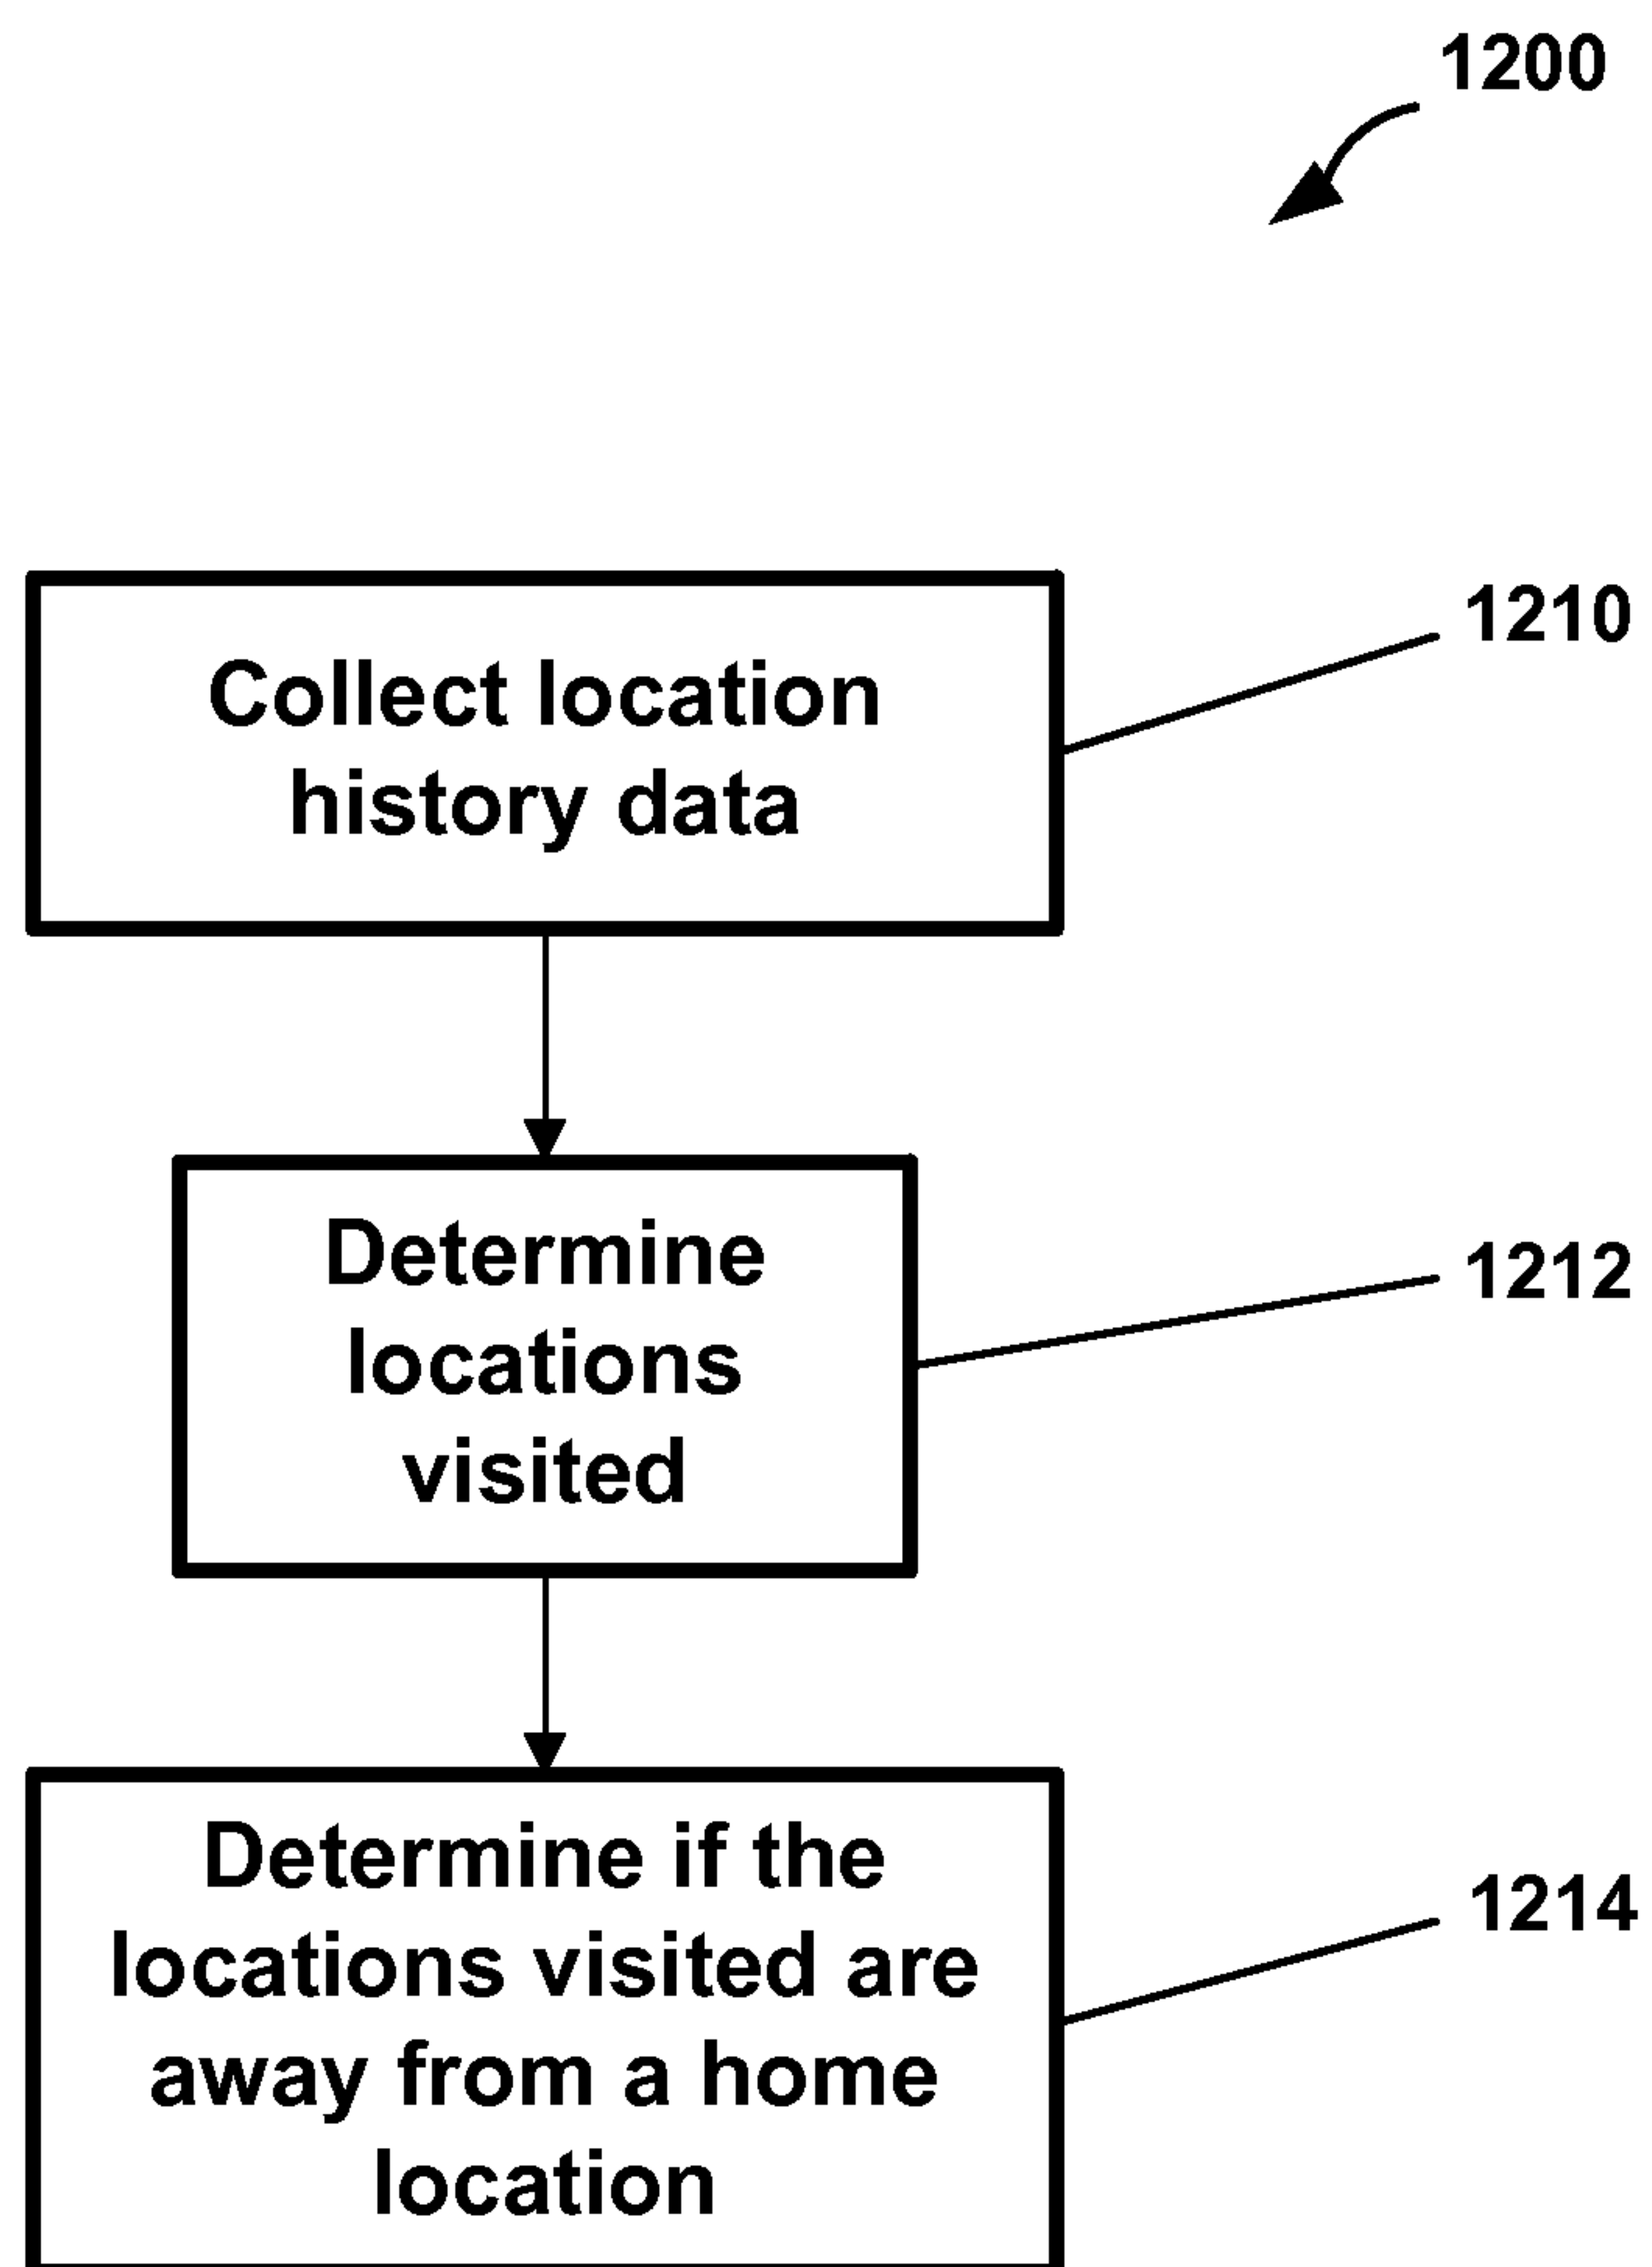 1200
Collect location
history data
1210
Determine
locations
visited
1212
Determine if the
locations visited are
away from a home
location
1214